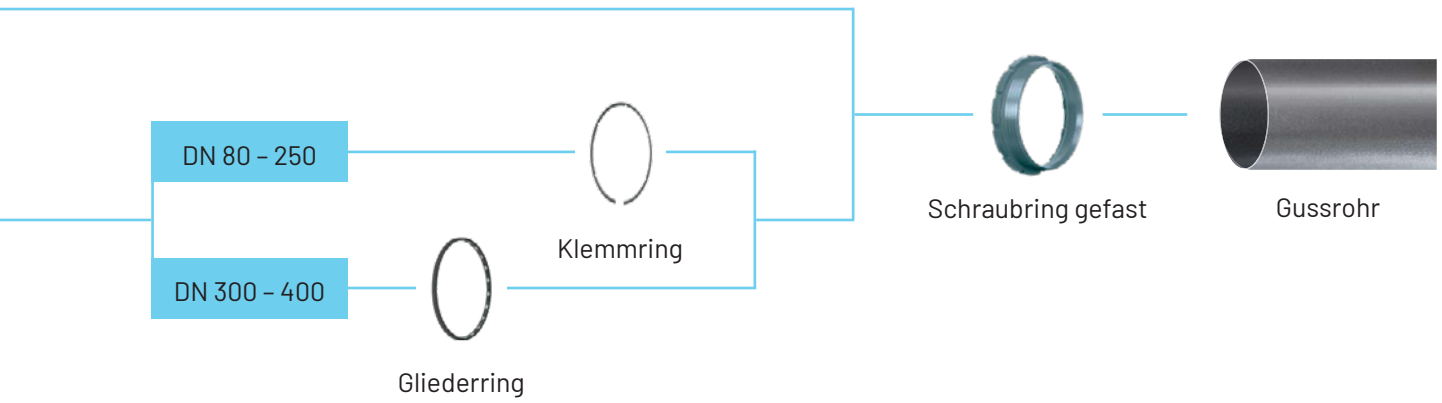 DN 80 – 250
Klemmring
DN 300 – 400
Gliederring
Schraubring gefast
Gussrohr